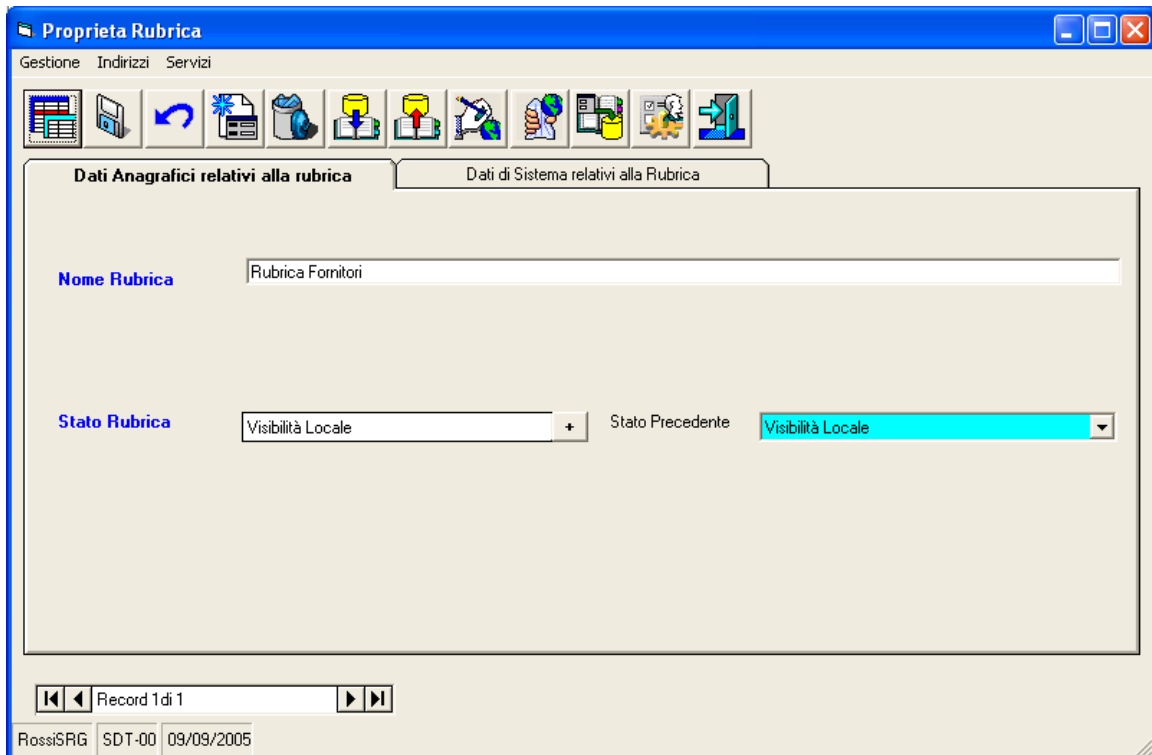 Proprieta Rubrica
Gestione Indirizzi Servizi
Dati Anagrafici relativi alla rubrica Dati di Sistema relativi alla Rubrica
Nome Rubrica Rubrica Fornitori
Stato Rubrica Visibilità Locale + Stato Precedente Visibilità Locale
Record 1di 1
RossiSRG SDT-00 09/09/2005